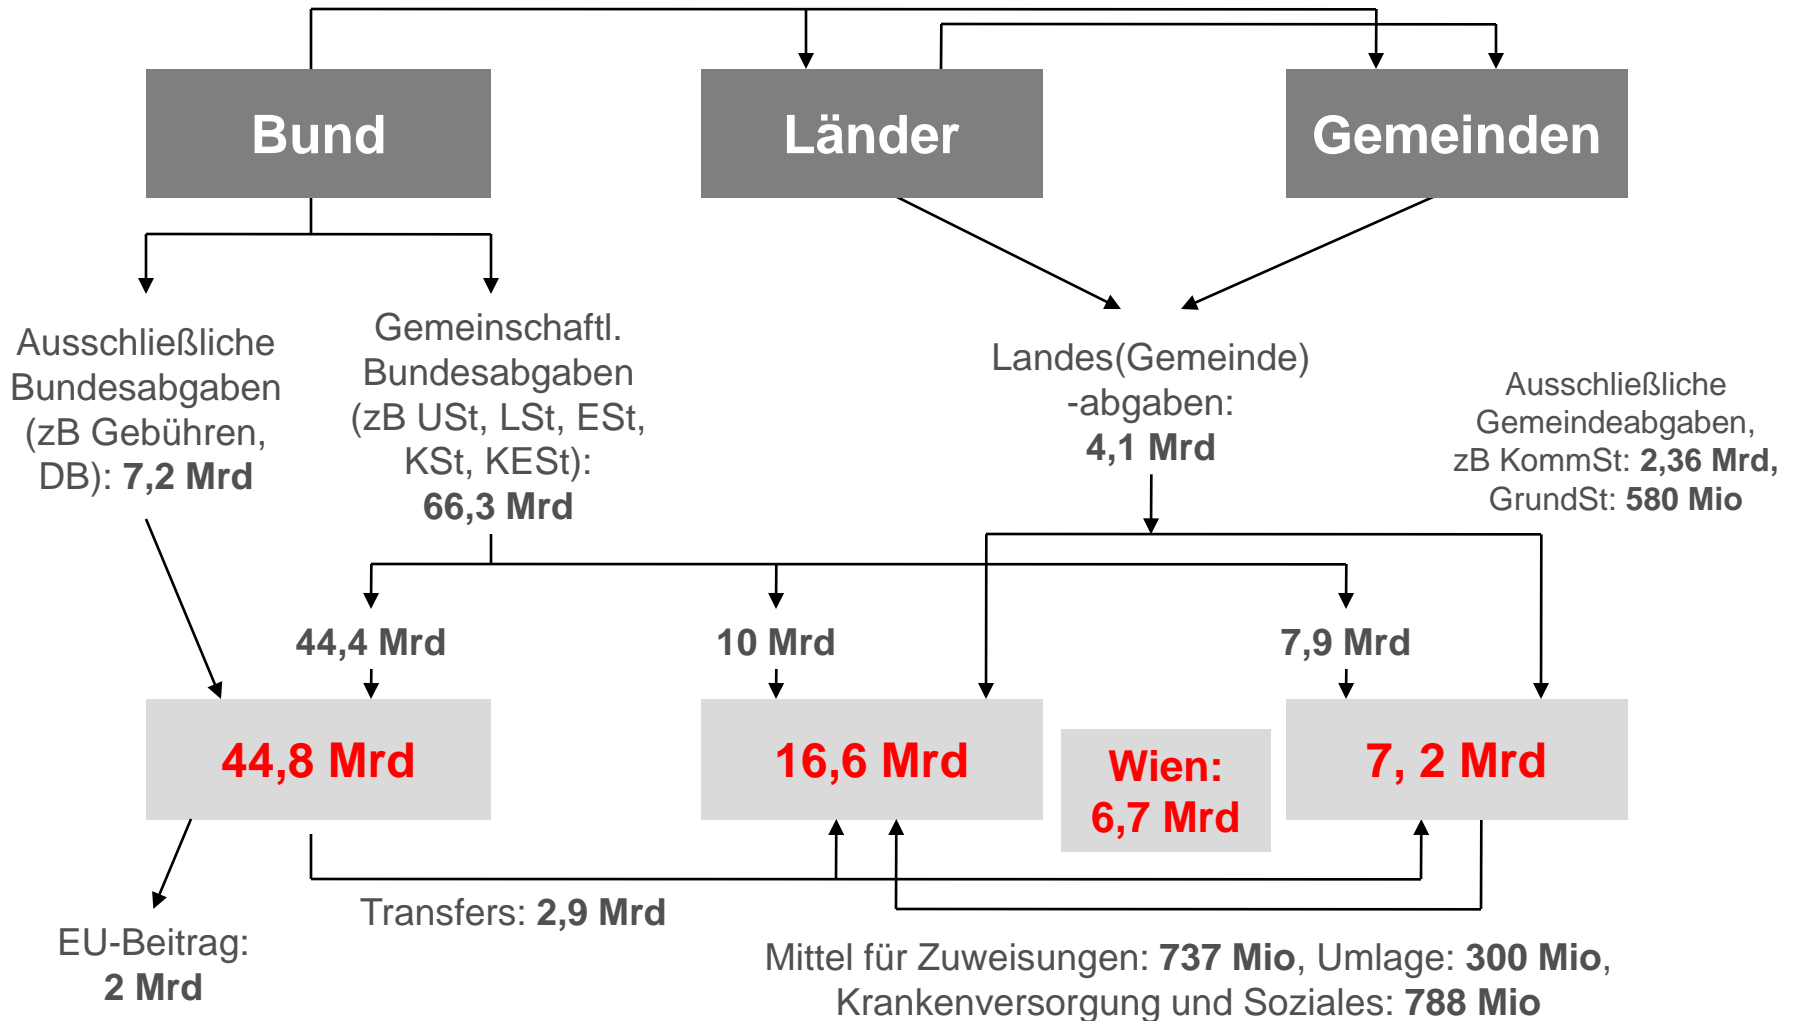 Bund
Länder
Gemeinden
Ausschließliche
Bundesabgaben
(zB Gebühren,
DB): 7,2 Mrd
Gemeinschaftl.
Bundesabgaben
(zB USt, LSt, ESt,
KSt, KESt):
66,3 Mrd
Landes(Gemeinde)
-abgaben:
4,1 Mrd
Ausschließliche
Gemeindeabgaben,
zB KommSt: 2,36 Mrd,
GrundSt: 580 Mio
44,4 Mrd
10 Mrd
7,9 Mrd
44,8 Mrd
16,6 Mrd
Wien:
6,7 Mrd
7, 2 Mrd
Transfers: 2,9 Mrd
EU-Beitrag:
2 Mrd
Mittel für Zuweisungen: 737 Mio, Umlage: 300 Mio,
Krankenversorgung und Soziales: 788 Mio